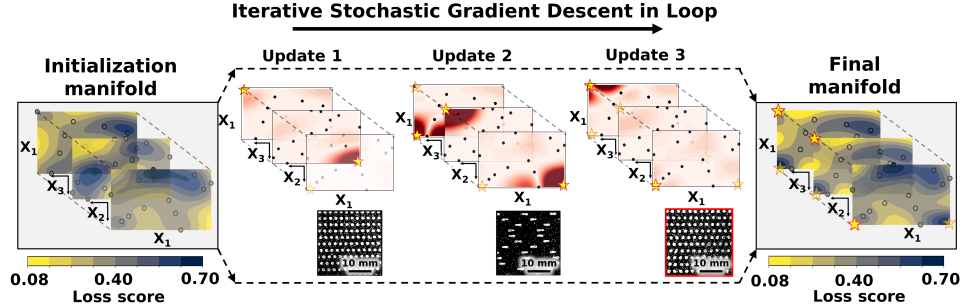 Iterative Stochastic Gradient Descent in Loop
Initialization
manifold
Update 1
Update 2
Update 3
Final
manifold
X1
X3
X2
X1
X1
X3
X2
X1
X1
X3
X2
X1
X1
X3
X2
X1
X1
X3
X2
X1
10 mm
10 mm
10 mm
0.08 0.40 0.70
Loss score
0.08 0.40 0.70
Loss score